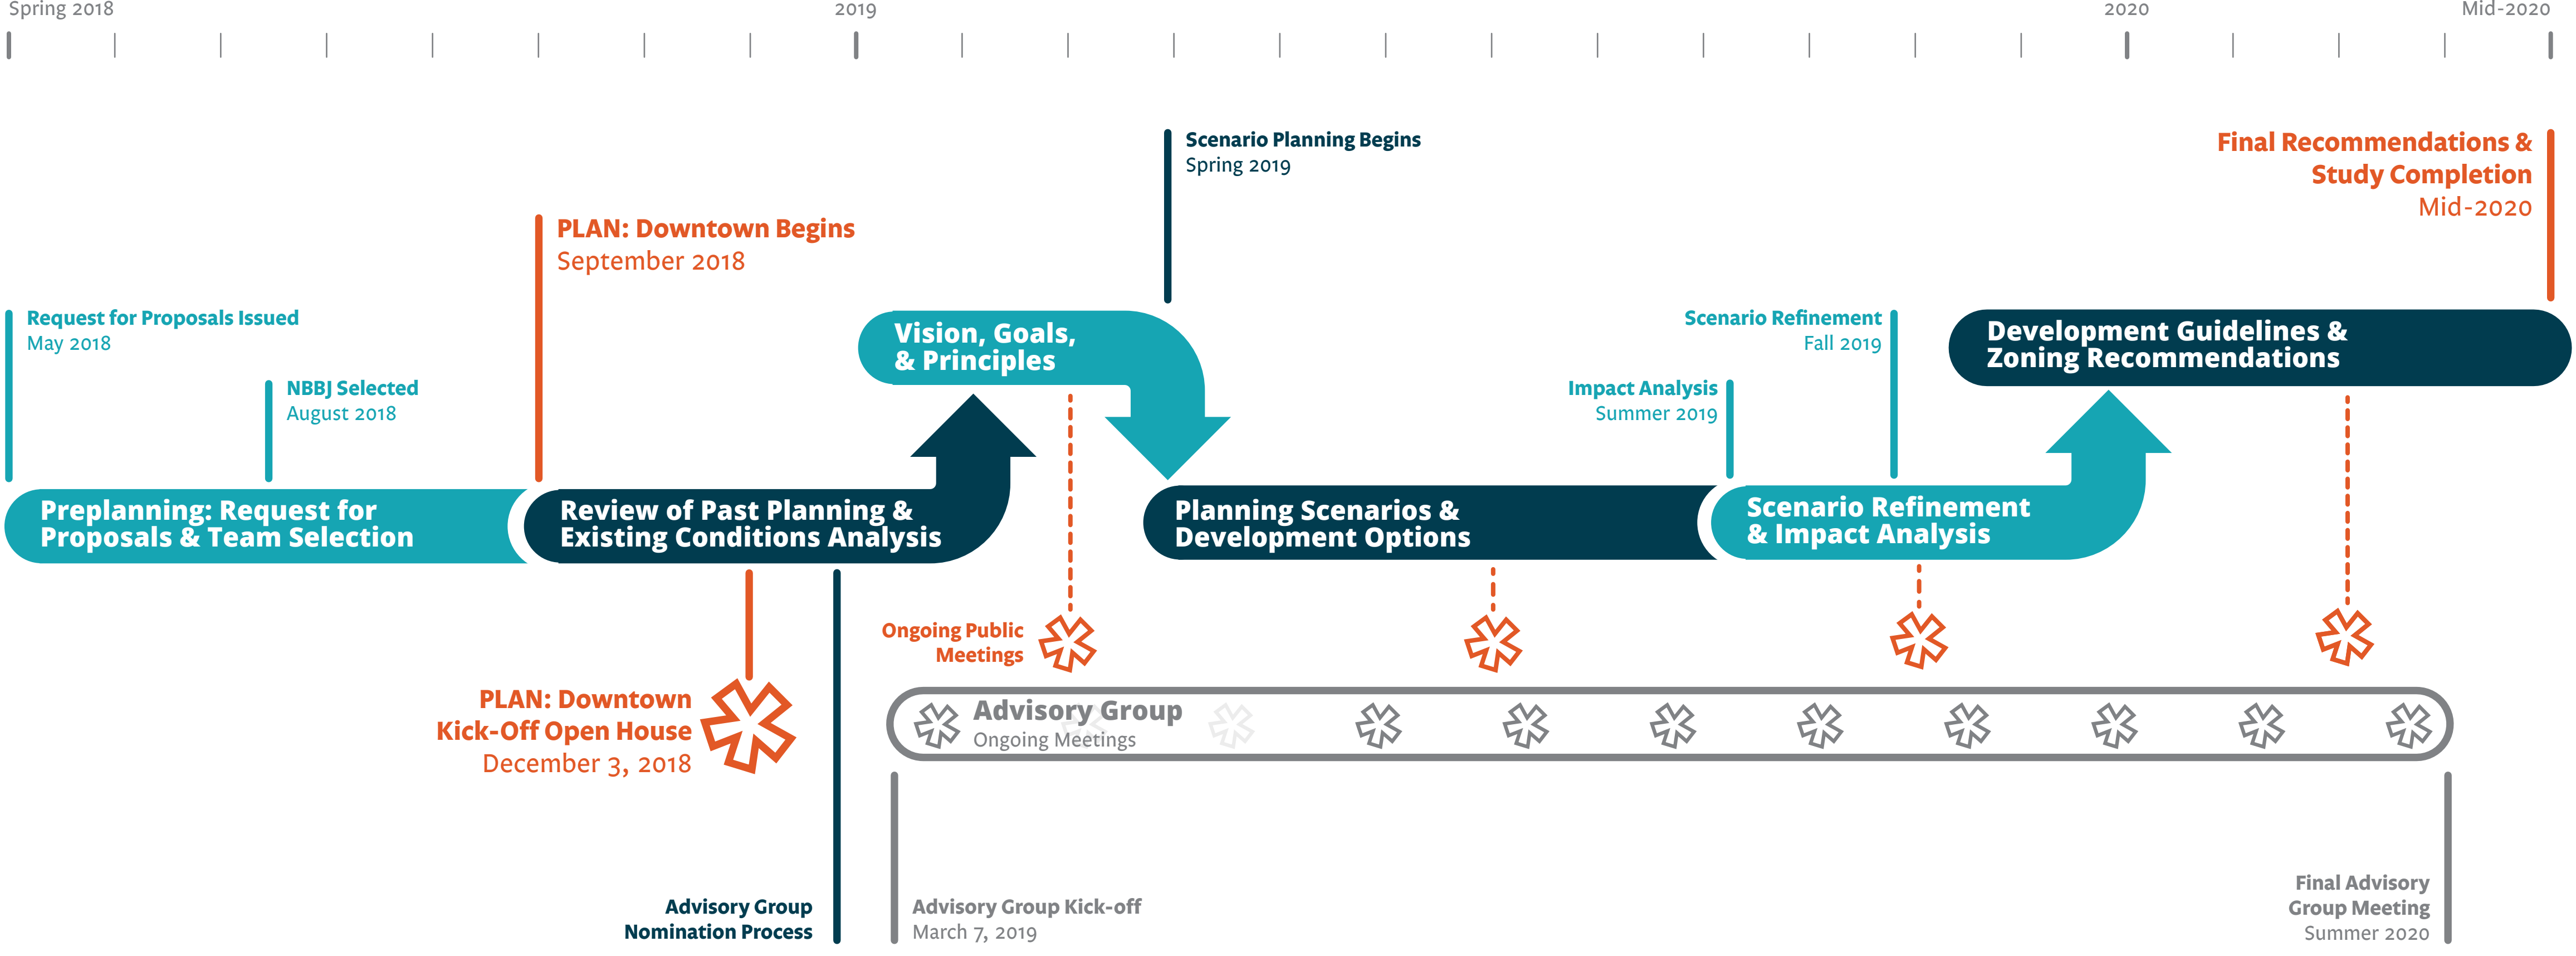 Spring 2018
2019
2020
Mid-2020
Scenario Planning Begins
Spring 2019
Final Recommendations &
Study Completion
Mid-2020
PLAN: Downtown Begins
September 2018
Request for Proposals Issued
May 2018
NBBJ Selected
August 2018
Vision, Goals,
& Principles
Scenario Refinement
Fall 2019
Impact Analysis
Summer 2019
Development Guidelines &
Zoning Recommendations
Preplanning: Request for
Proposals & Team Selection
Review of Past Planning &
Existing Conditions Analysis
Planning Scenarios &
Development Options
Scenario Refinement
& Impact Analysis
Ongoing Public
Meetings
PLAN: Downtown
Kick-Off Open House
December 3, 2018
Advisory Group
Ongoing Meetings
Advisory Group
Nomination Process
Advisory Group Kick-off
March 7, 2019
Final Advisory
Group Meeting
Summer 2020